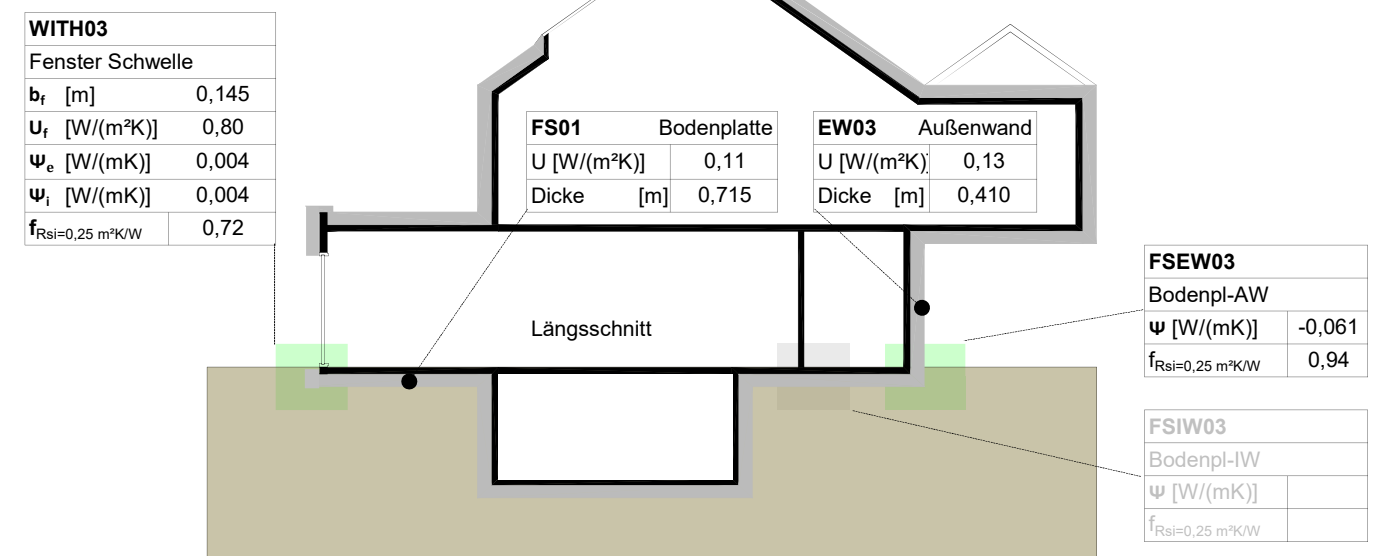 WITH03
Fenster Schwelle
bf [m] 0,145
Uf [W/(m²K)] 0,80
Ψe [W/(mK)] 0,004
Ψi [W/(mK)] 0,004
fRsi=0,25 m²K/W 0,72
FS01 Bodenplatte
U [W/(m²K)] 0,11
Dicke [m] 0,715
EW03 Außenwand
U [W/(m²K) 0,13
Dicke [m] 0,410
Längsschnitt
FSEW03
Bodenpl-AW
Ψ [W/(mK)] -0,061
fRsi=0,25 m²K/W 0,94
FSIW03
Bodenpl-IW
Ψ [W/(mK)]
fRsi=0,25 m²K/W